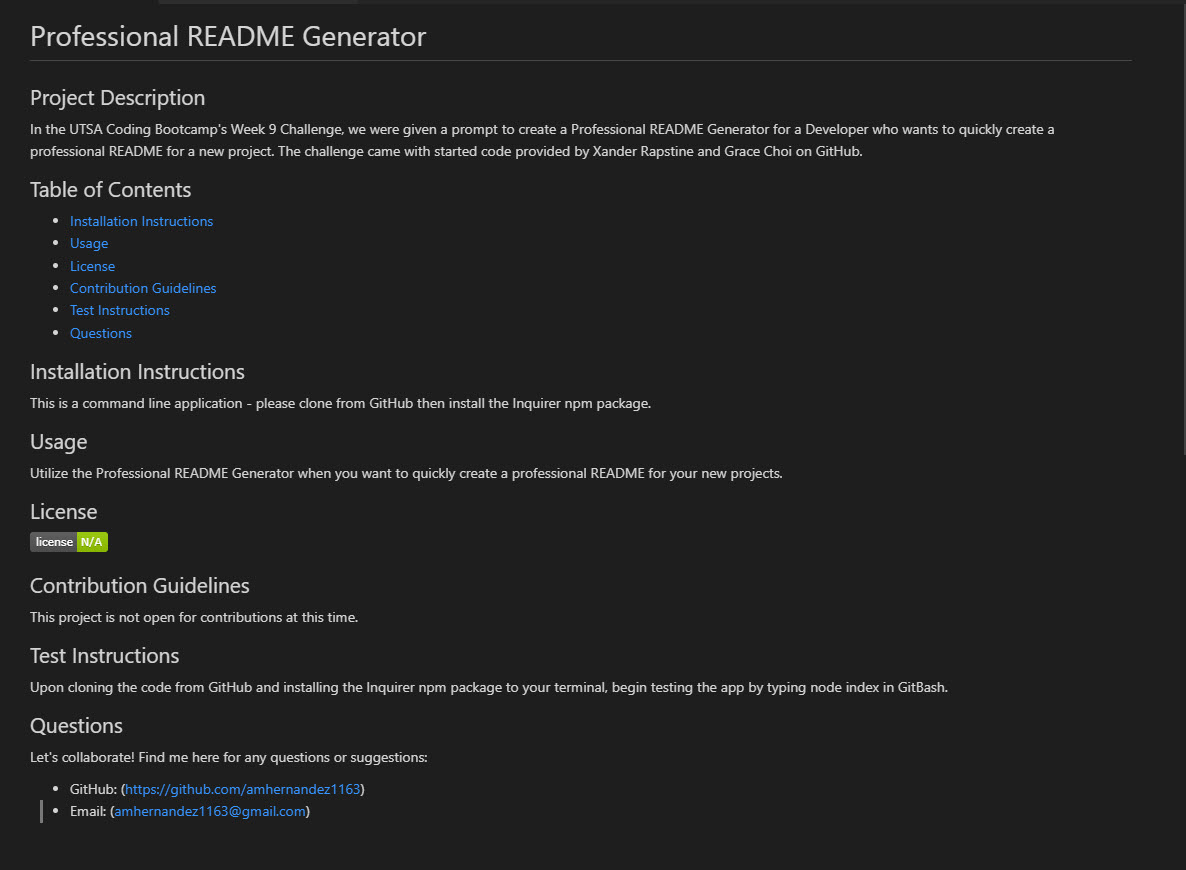 Professional README Generator
Project Description
In the UTSA Coding Bootcamp's Week 9 Challenge, we were given a prompt to create a Professional README Generator for a Developer who wants to quickly create a
professional README for a new project. The challenge came with started code provided by Xander Rapstine and Grace Choi on GitHub.
Table of Contents
• Installation Instructions
• Usage
• License
• Contribution Guidelines
• Test Instructions
• Questions
Installation Instructions
This is a command line application - please clone from GitHub then install the Inquirer npm package.
Usage
Utilize the Professional README Generator when you want to quickly create a professional README for your new projects.
License
license N/A
Contribution Guidelines
This project is not open for contributions at this time.
Test Instructions
Upon cloning the code from GitHub and installing the Inquirer npm package to your terminal, begin testing the app by typing node index in GitBash.
Questions
Let's collaborate! Find me here for any questions or suggestions:
• GitHub: (https://github.com/amhernandez1163)
• Email: (amhernandez1163@gmail.com)